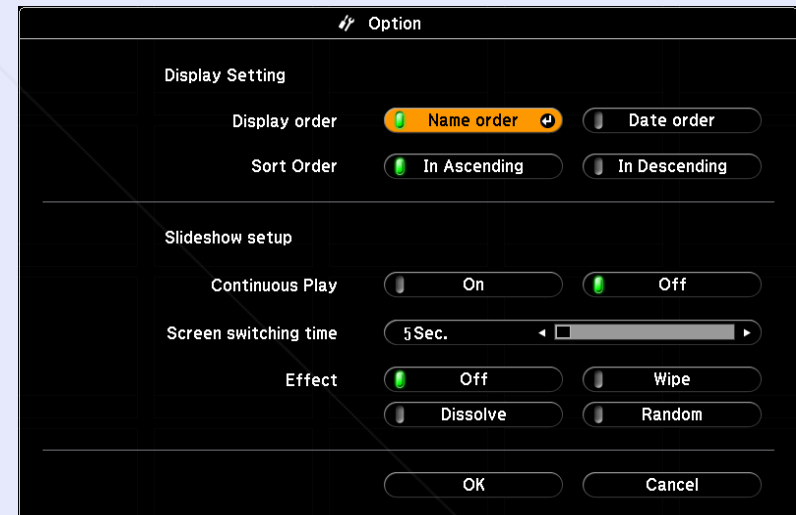 Option
Display Setting
Display order Name order Date order
Sort Order In Ascending In Descending
Slideshow setup
Continuous Play On Off
Screen switching time 5Sec.
Effect Off Wipe
Dissolve Random
OK Cancel